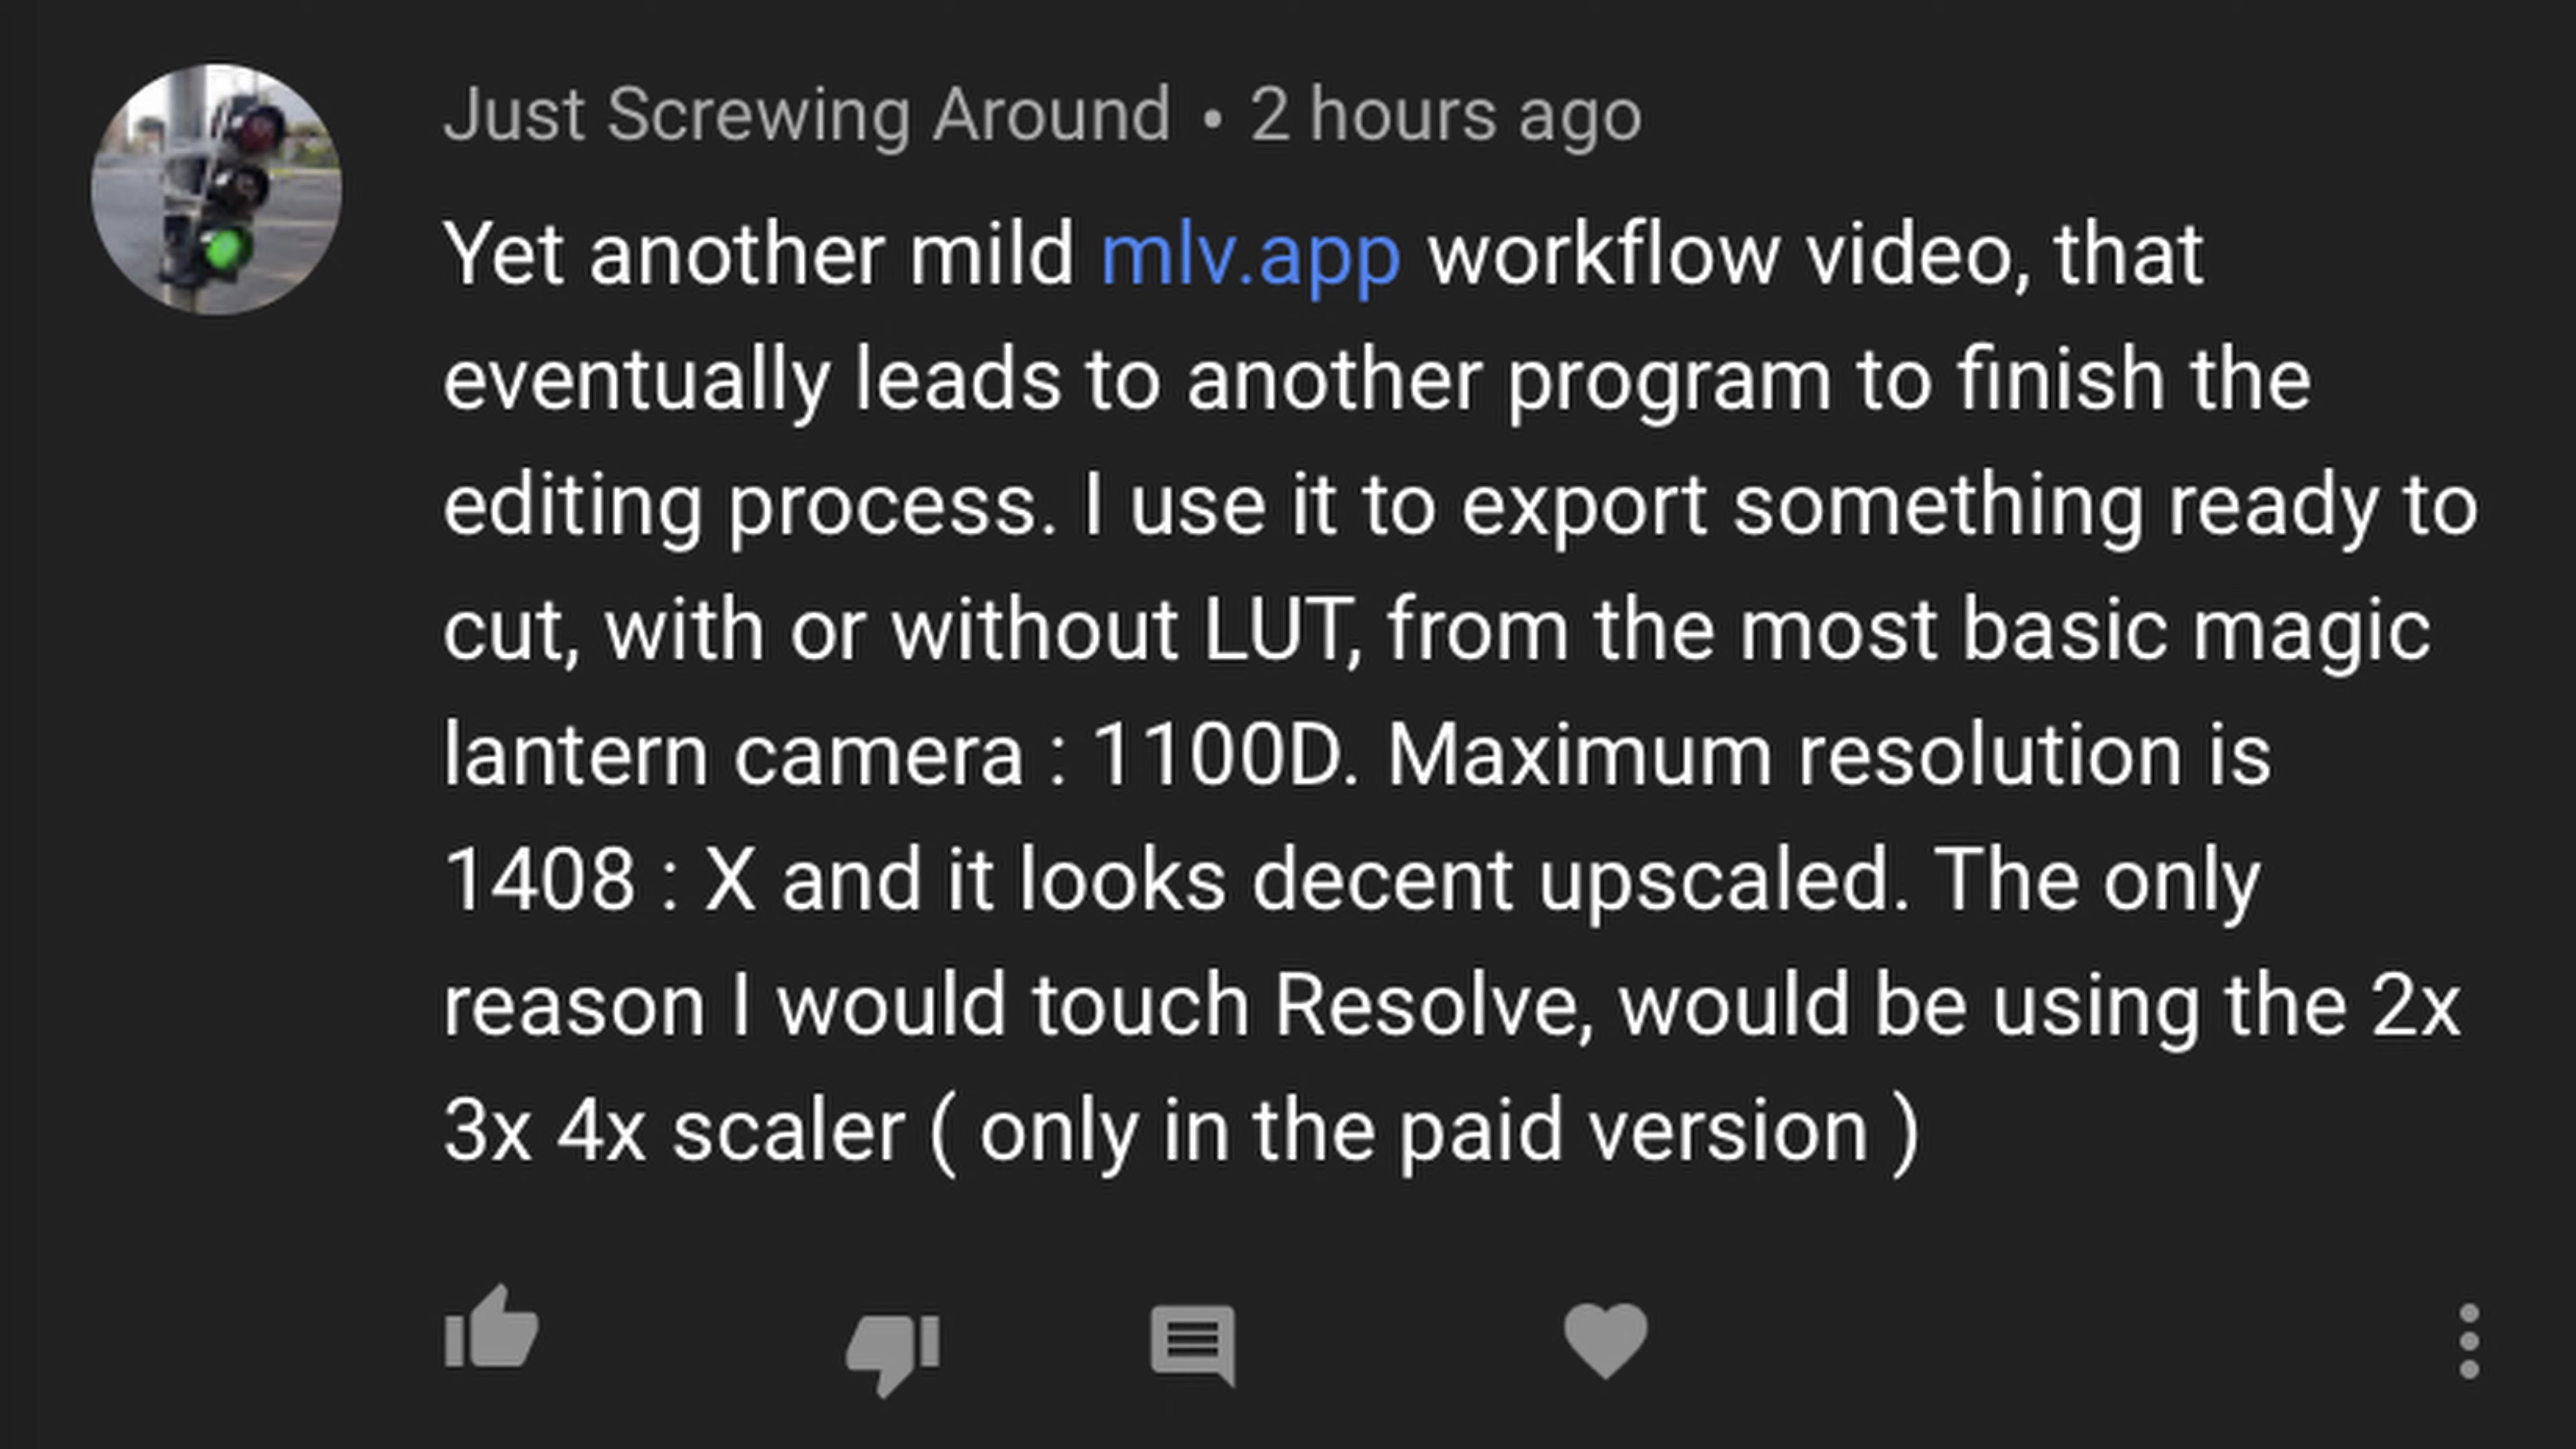 Just Screwing Around • 2 hours ago
Yet another mild mlv.app workflow video, that
eventually leads to another program to finish the
editing process. I use it to export something ready to
cut, with or without LUT, from the most basic magic
lantern camera : 1100D. Maximum resolution is
1408 : X and it looks decent upscaled. The only
reason I would touch Resolve, would be using the 2x
3x 4x scaler ( only in the paid version )